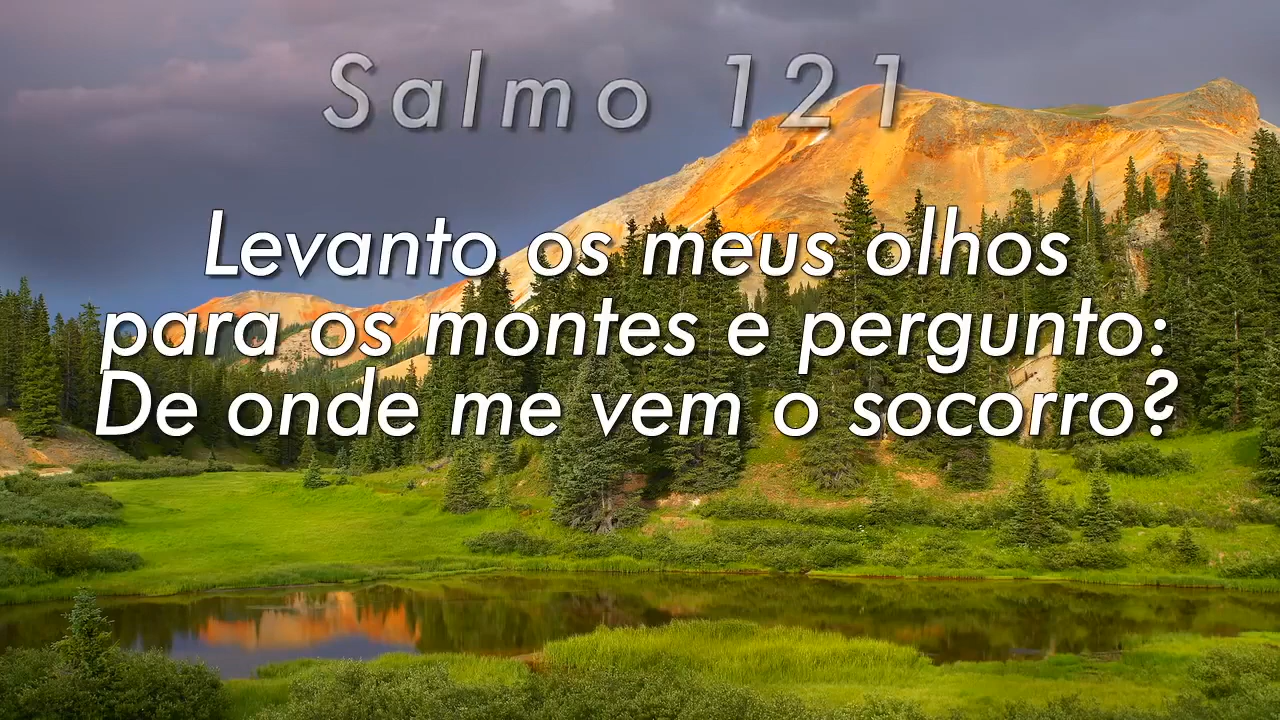 Salmo 121
Levanto os meus olhos
para os montes e pergunto:
De onde me vem o socorro?